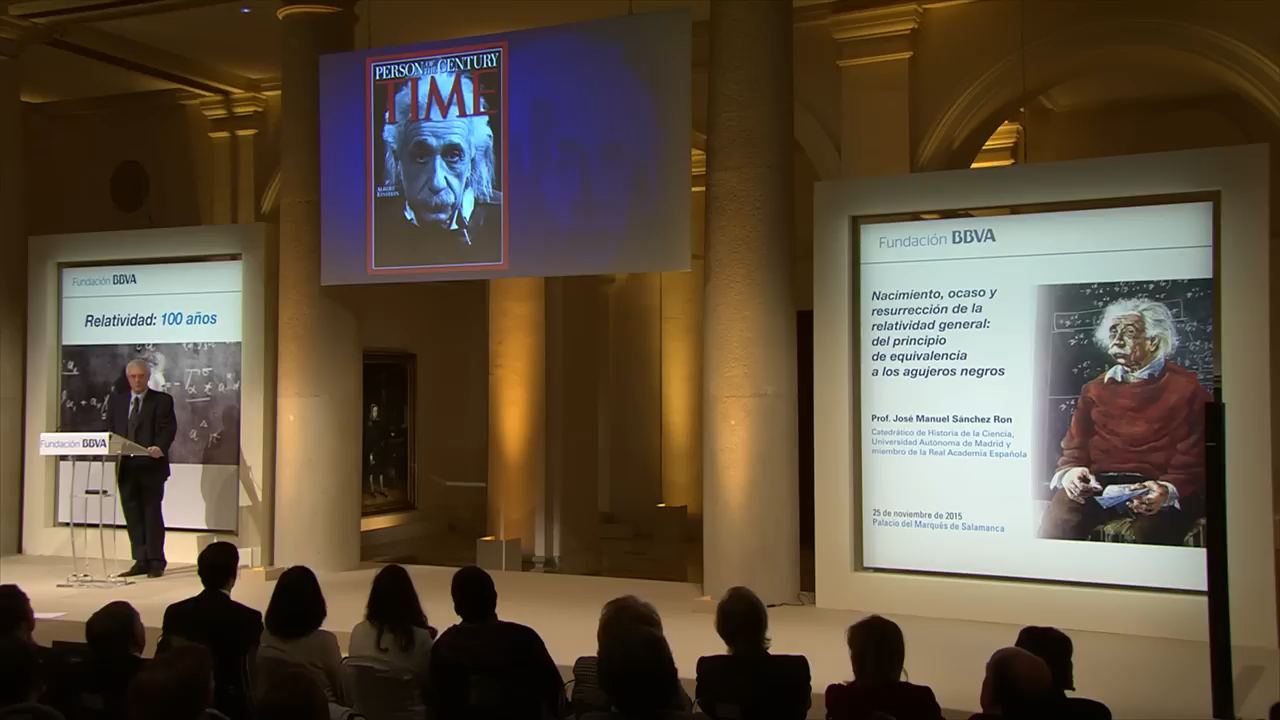 PERSON OF THE CENTURY
TIME
ALBERT
EINSTEIN
Fundación BBVA
Relatividad: 100 años
Fundación BBVA
Fundación BBVA
Nacimiento, ocaso y
resurrección de la
relatividad general:
del principio
de equivalencia
a los agujeros negros
Prof. José Manuel Sánchez Ron
Catedrático de Historia de la Ciencia,
Universidad Autónoma de Madrid y
miembro de la Real Academia Española
25 de noviembre de 2015
Palacio del Marqués de Salamanca